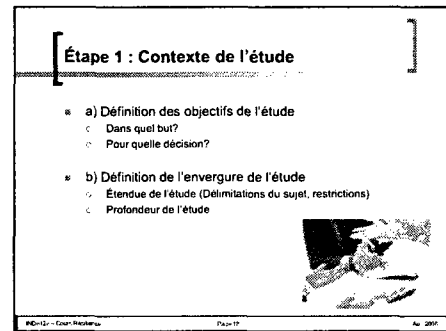 Étape 1 : Contexte de l'étude
a) Définition des objectifs de l'étude
Dans quel but?
Pour quelle décision?
b) Définition de l'envergure de l'étude
Étendue de l'étude (Délimitations du sujet, restrictions)
Profondeur de l'étude
Cours